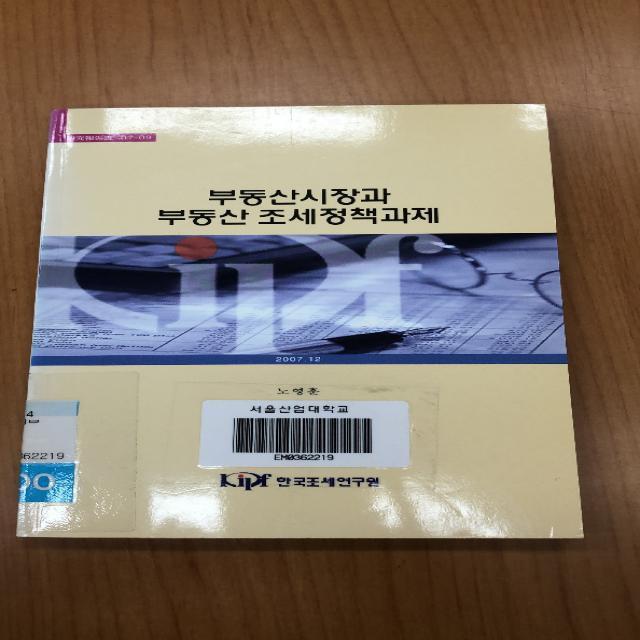 07-09
부동산시장과
부동산 조세정책과제
kipf
2007.12
노영훈
서울산업대학교
EM0362219
kipf 한국조세연구원
4
362219
00